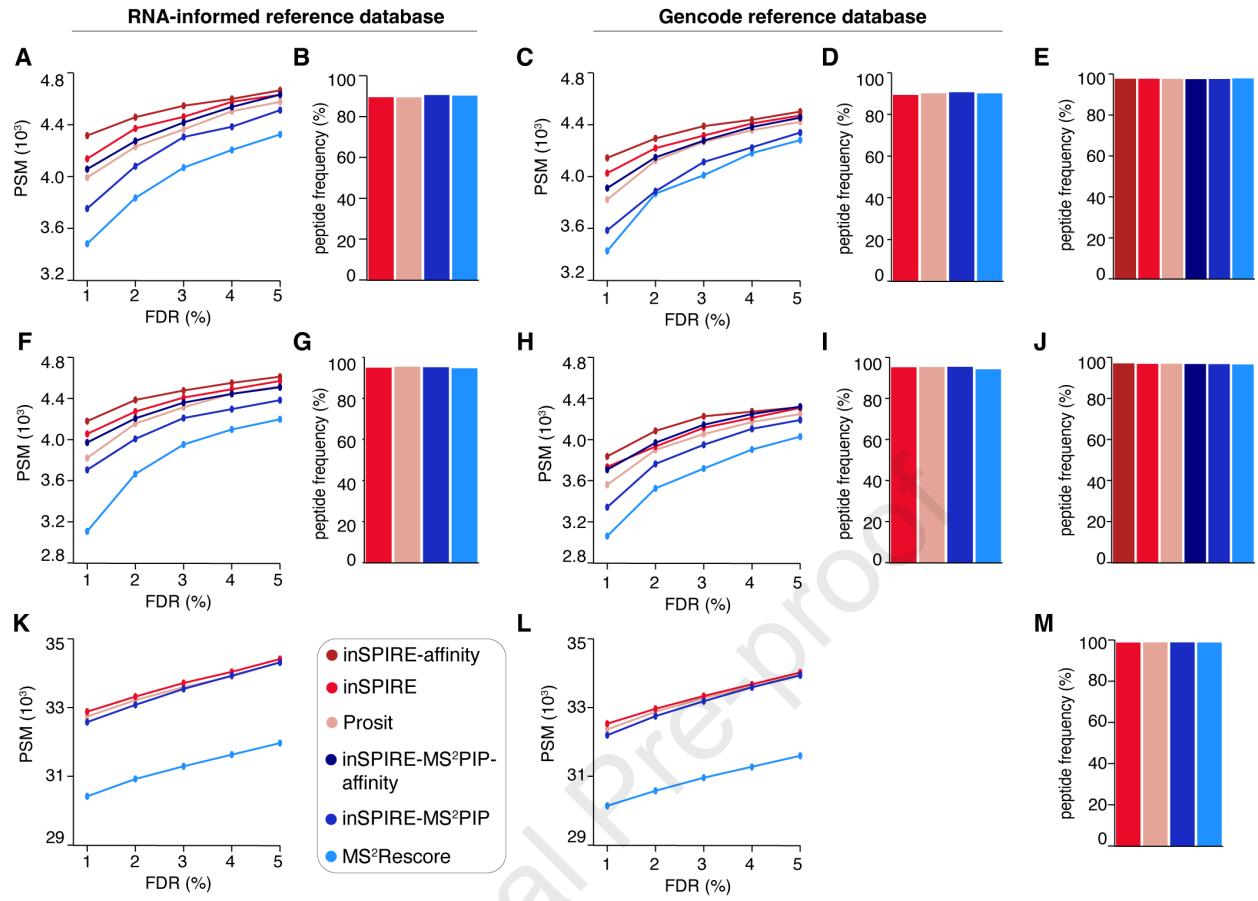 RNA-informed reference database
Gencode reference database
A
4.8
4.4
4.0
3.6
3.2
PSM (10³)
1 2 3 4 5
FDR (%)
B
100
80
60
40
20
0
peptide frequency (%)
C
4.8
4.4
4.0
3.6
3.2
PSM (10³)
1 2 3 4 5
FDR (%)
D
100
80
60
40
20
0
peptide frequency (%)
E
100
80
60
40
20
0
peptide frequency (%)
F
4.8
4.4
4.0
3.6
3.2
2.8
PSM (10³)
1 2 3 4 5
FDR (%)
G
100
80
60
40
20
0
peptide frequency (%)
H
4.8
4.4
4.0
3.6
3.2
2.8
PSM (10³)
1 2 3 4 5
FDR (%)
I
100
80
60
40
20
0
peptide frequency (%)
J
100
80
60
40
20
0
peptide frequency (%)
K
35
33
31
29
PSM (10³)
1 2 3 4 5
FDR (%)
inSPIRE-affinity
inSPIRE
Prosit
inSPIRE-MS²PIP-
affinity
inSPIRE-MS²PIP
MS²Rescore
L
35
33
31
29
PSM (10³)
1 2 3 4 5
FDR (%)
M
100
80
60
40
20
0
peptide frequency (%)
al Pre-proof